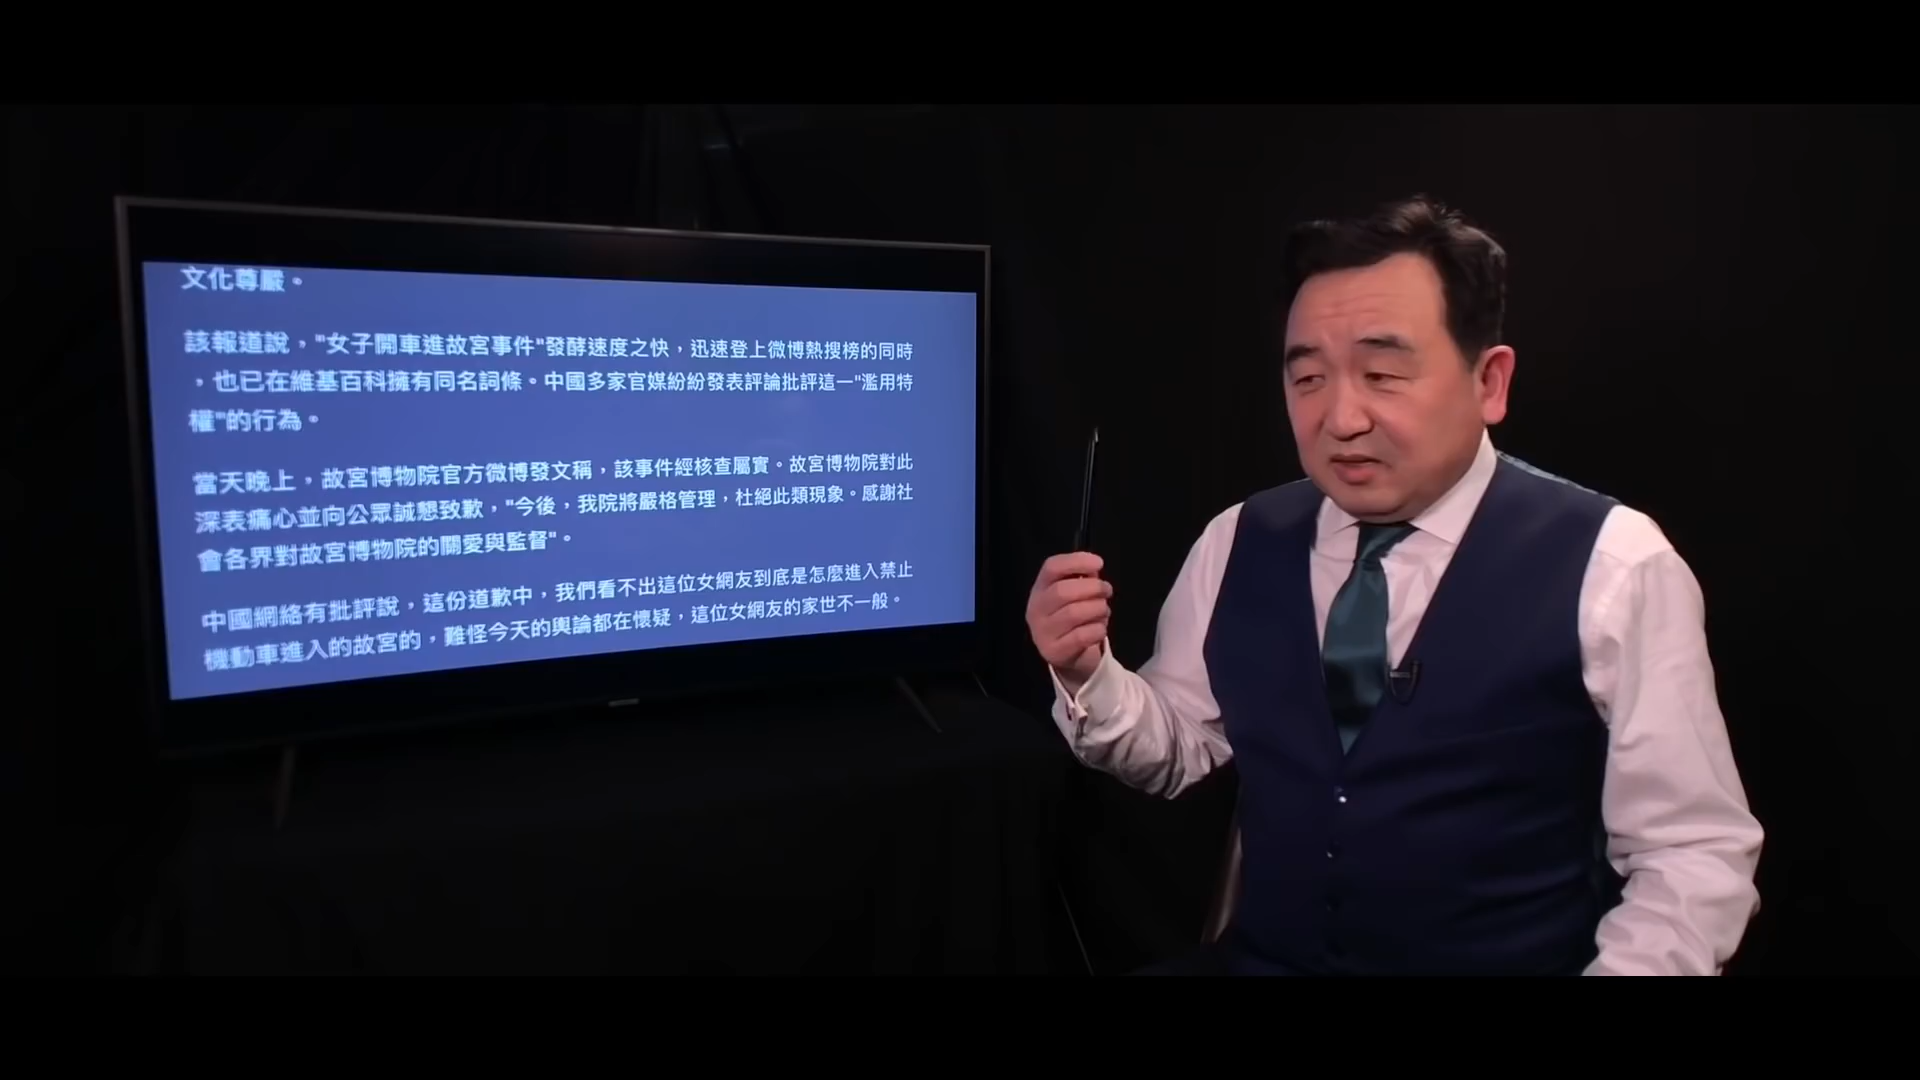 文化尊嚴。
該報道說，"女子開車進故宮事件"發酵速度之快，迅速登上微博熱搜榜的同時
，也已在維基百科擁有同名詞條。中國多家官媒紛紛發表評論批評這一"濫用特
權"的行為。
當天晚上，故宮博物院官方微博發文稱，該事件經核查屬實。故宮博物院對此
深表痛心並向公眾誠懇致歉，"今後，我院將嚴格管理，杜絕此類現象。感謝社
會各界對故宮博物院的關愛與監督"。
中國網絡有批評說，這份道歉中，我們看不出這位女網友到底是怎麼進入禁止
機動車進入的故宮的，難怪今天的輿論都在懷疑，這位女網友的家世不一般。